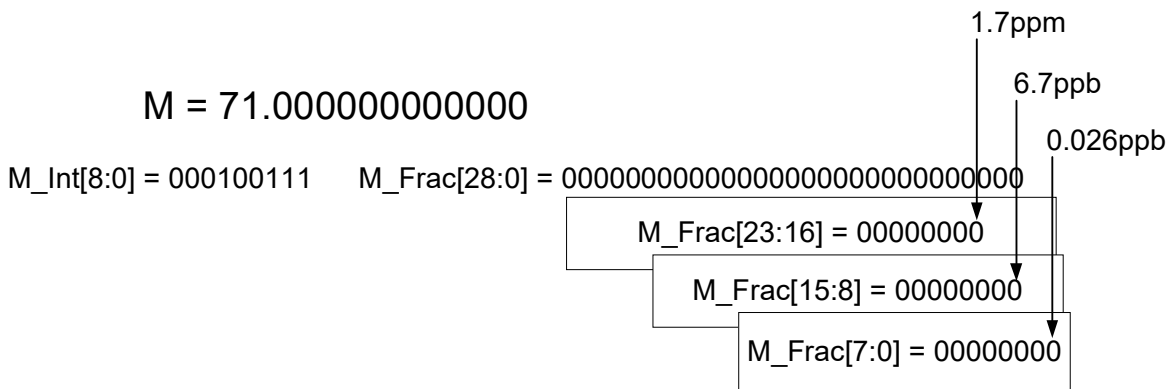 1.7ppm
6.7ppb
M = 71.000000000000
0.026ppb
M_Int[8:0] = 000100111 M_Frac[28:0] = 00000000000000000000000000000
M_Frac[23:16] = 00000000
M_Frac[15:8] = 00000000
M_Frac[7:0] = 00000000